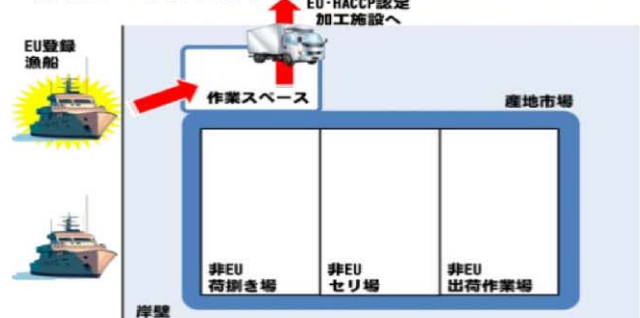 EU-HACCP認定
加工施設へ
EU登録
漁船
作業スペース
産地市場
非EU
荷捌き場
非EU
セリ場
非EU
出荷作業場
岸壁